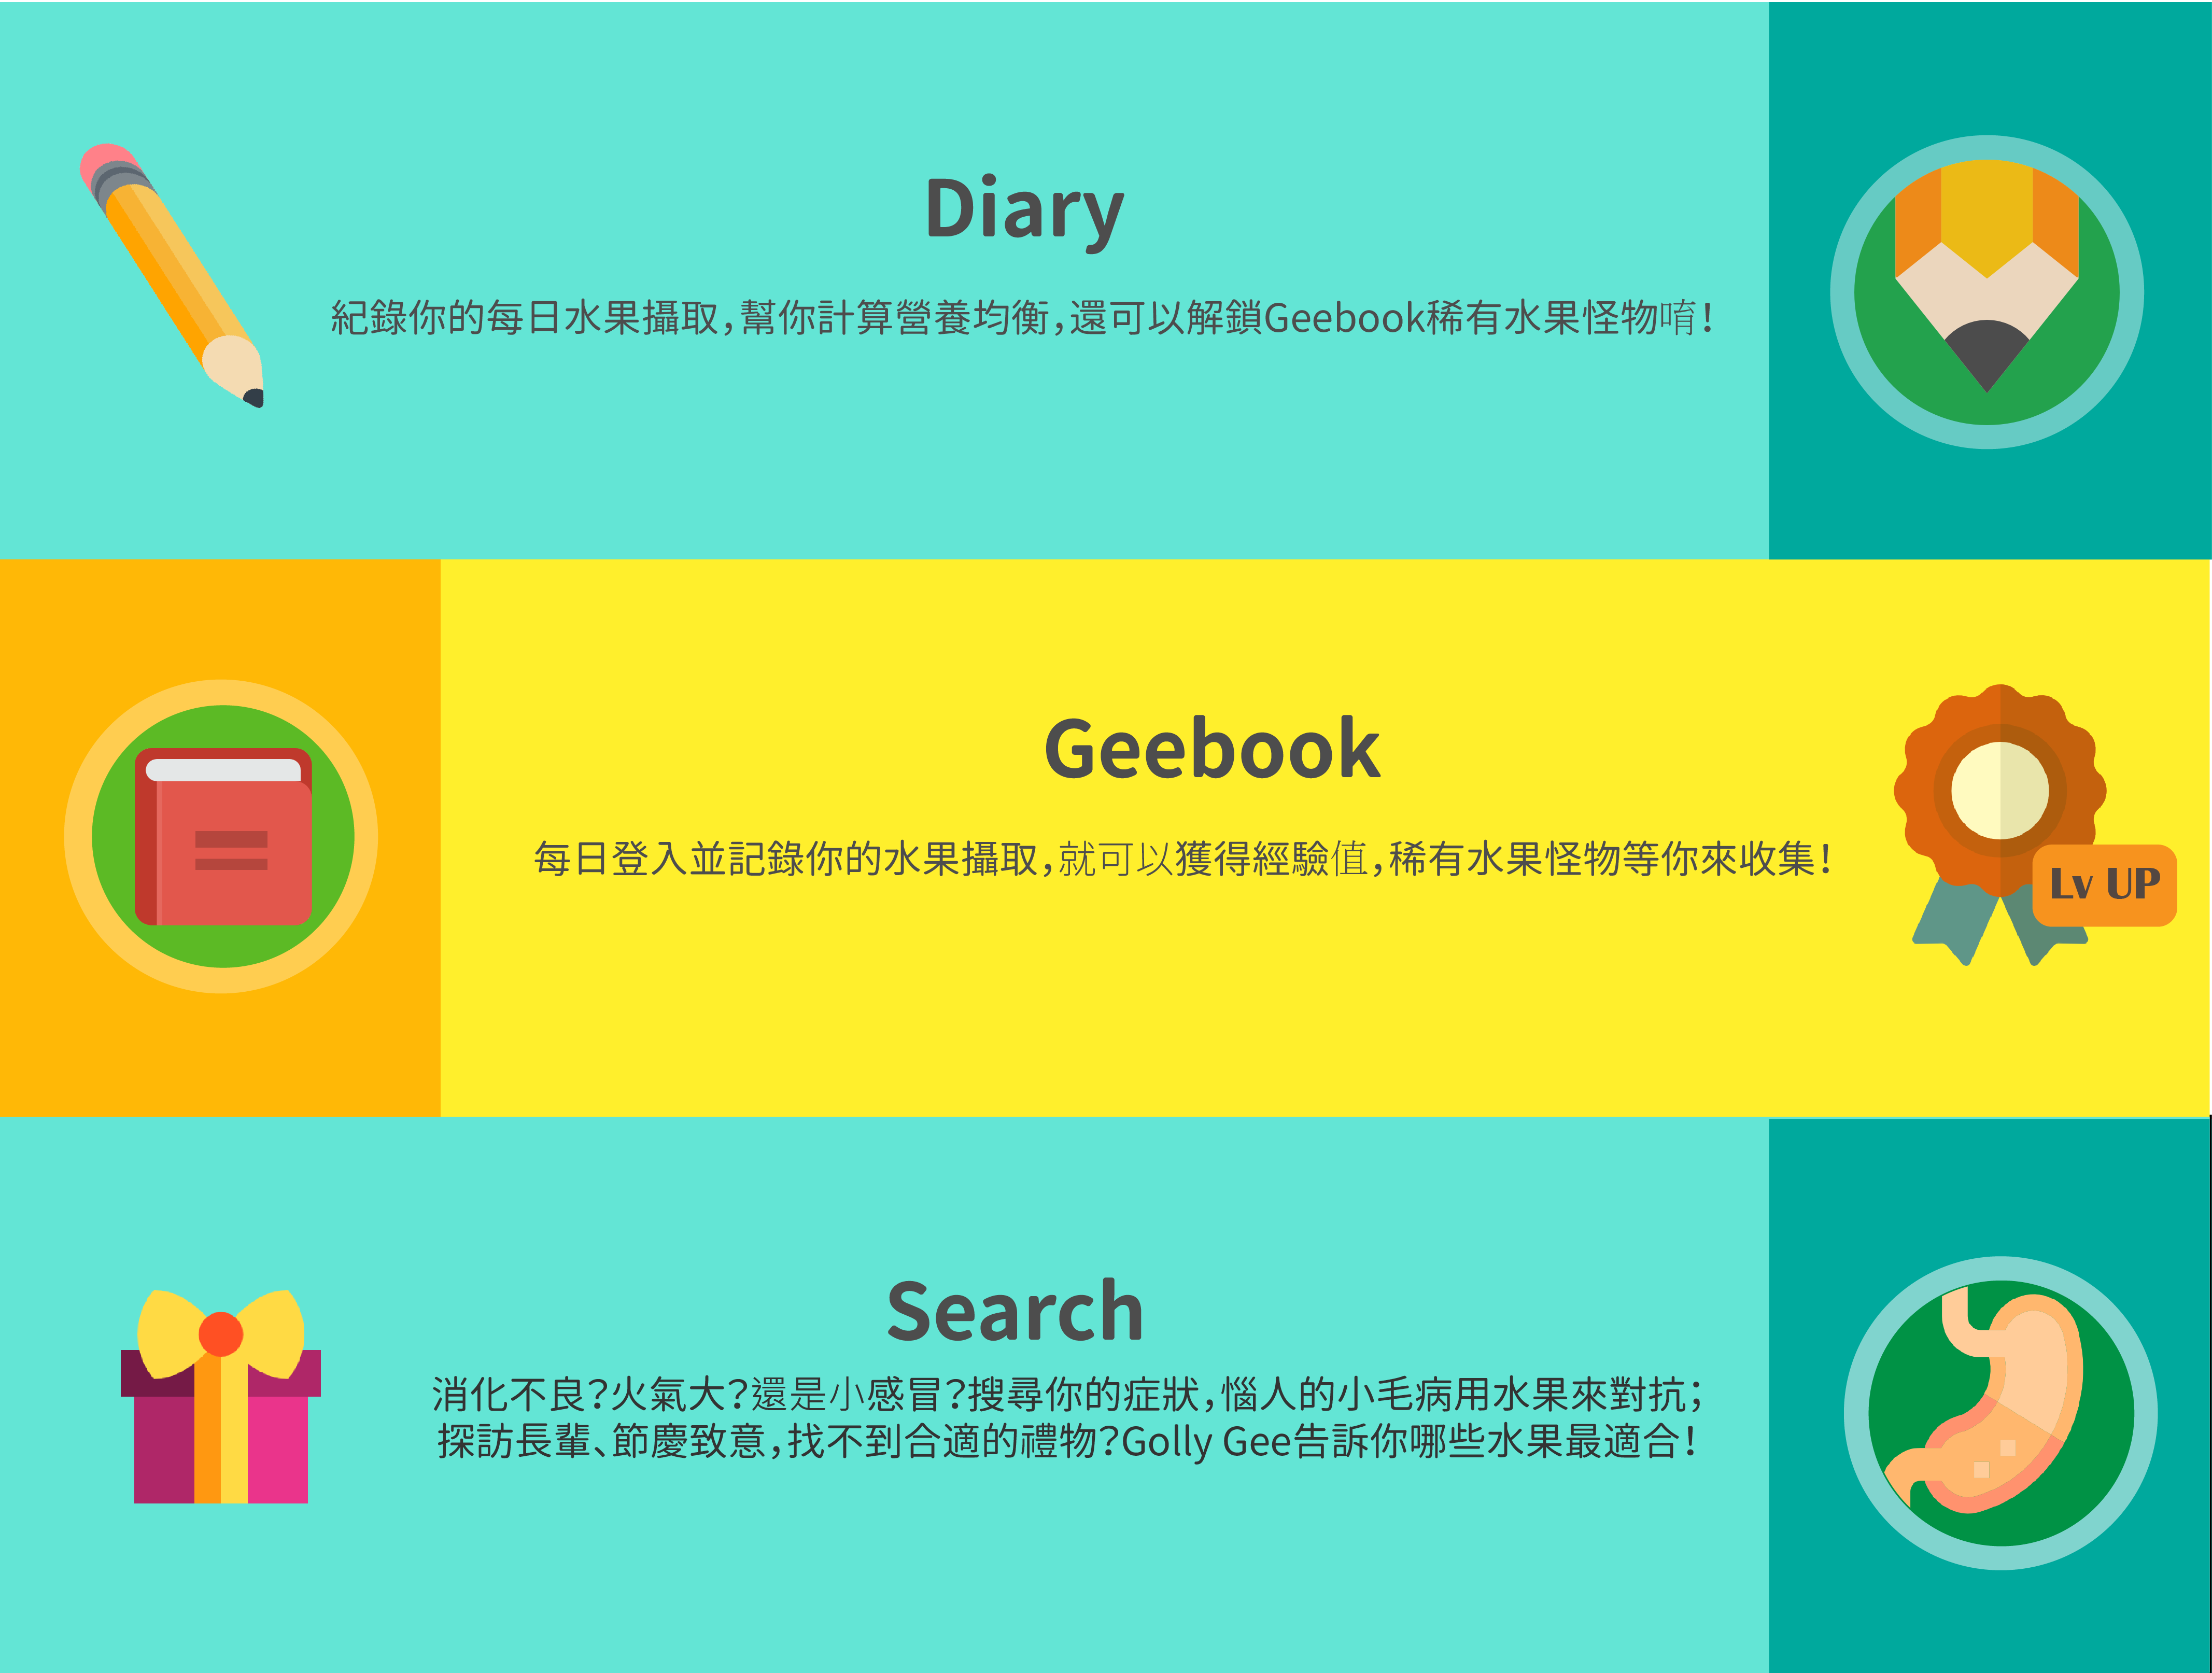 Diary
紀錄你的每日水果攝取,幫你計算營養均衡,還可以解鎖Geebook稀有水果怪物唷!
Geebook
每日登入並記錄你的水果攝取,就可以獲得經驗值,稀有水果怪物等你來收集!
Lv UP
Search
消化不良?火氣大?還是小感冒?搜尋你的症狀,惱人的小毛病用水果來對抗;
探訪長輩、節慶致意,找不到合適的禮物?Golly Gee告訴你哪些水果最適合!